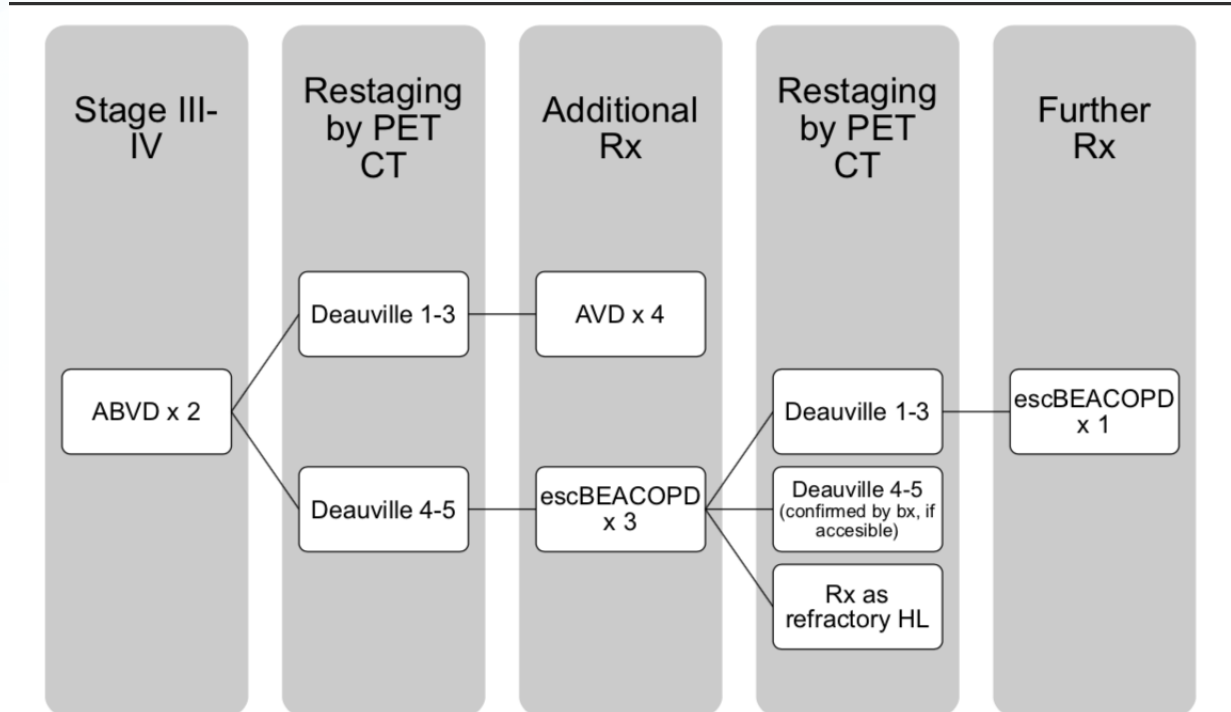 Stage III-
IV
Restaging
by PET
CT
Additional
Rx
Restaging
by PET
CT
Further
Rx
ABVD x 2
Deauville 1-3
Deauville 4-5
AVD x 4
escBEACOPD
x 3
Deauville 1-3
Deauville 4-5
(confirmed by bx, if
accesible)
Rx as
refractory HL
escBEACOPD
x 1